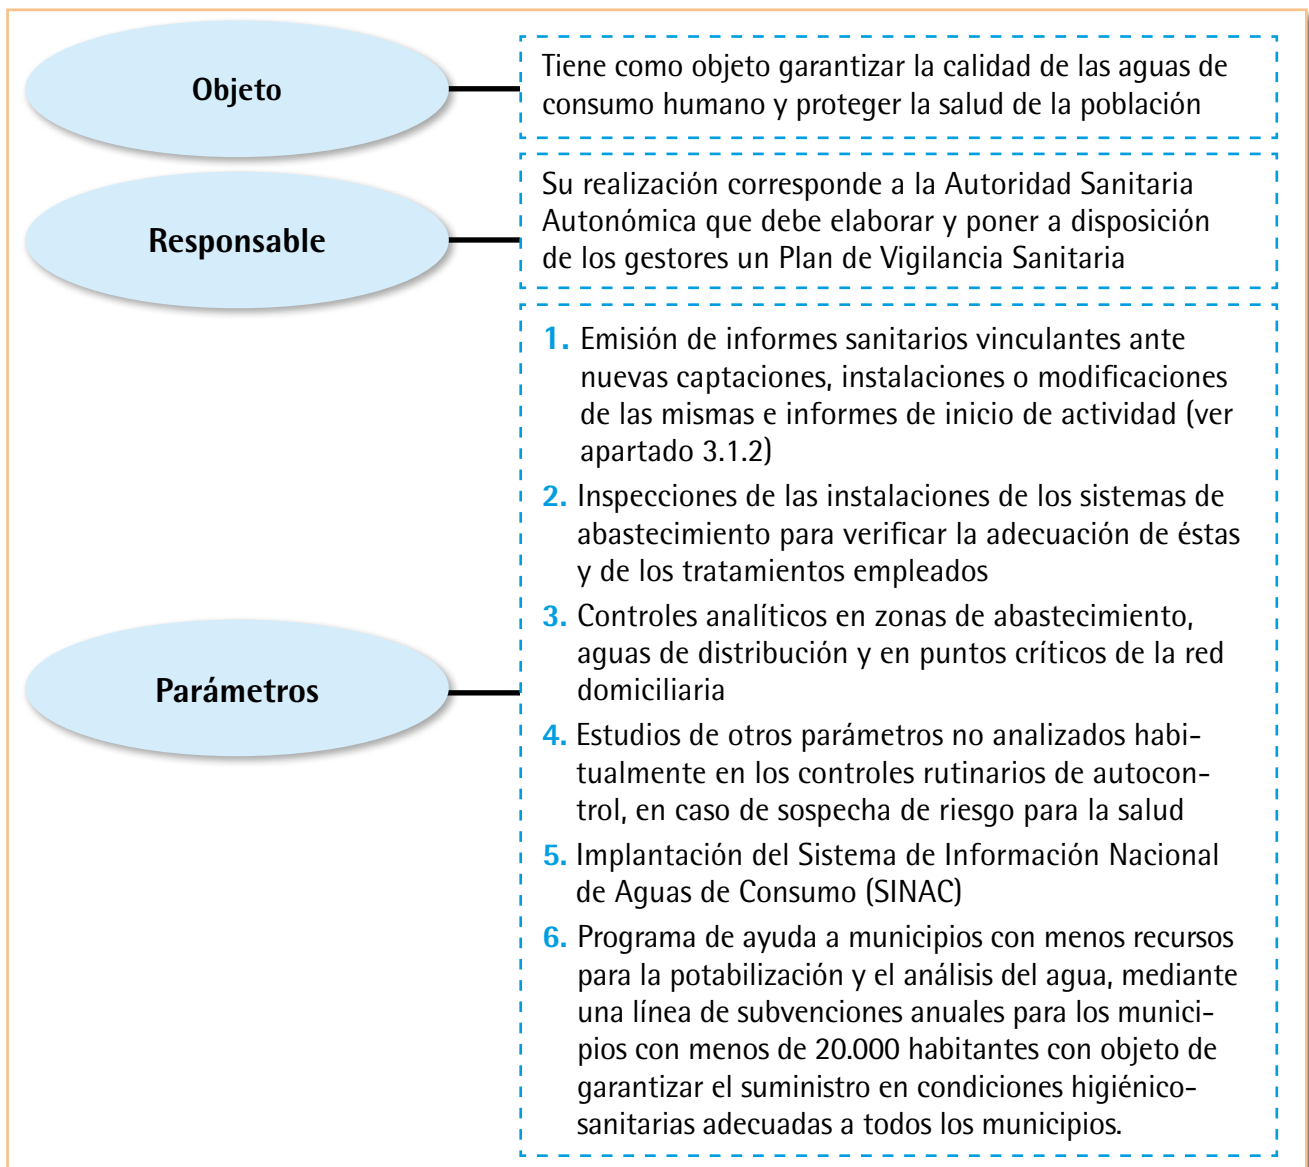 Objeto
Tiene como objeto garantizar la calidad de las aguas de
consumo humano y proteger la salud de la población
Responsable
Su realización corresponde a la Autoridad Sanitaria
Autonómica que debe elaborar y poner a disposición
de los gestores un Plan de Vigilancia Sanitaria
Parámetros
1. Emisión de informes sanitarios vinculantes ante
nuevas captaciones, instalaciones o modificaciones
de las mismas e informes de inicio de actividad (ver
apartado 3.1.2)
2. Inspecciones de las instalaciones de los sistemas de
abastecimiento para verificar la adecuación de éstas
y de los tratamientos empleados
3. Controles analíticos en zonas de abastecimiento,
aguas de distribución y en puntos críticos de la red
domiciliaria
4. Estudios de otros parámetros no analizados habi-
tualmente en los controles rutinarios de autocon-
trol, en caso de sospecha de riesgo para la salud
5. Implantación del Sistema de Información Nacional
de Aguas de Consumo (SINAC)
6. Programa de ayuda a municipios con menos recursos
para la potabilización y el análisis del agua, mediante
una línea de subvenciones anuales para los munici-
pios con menos de 20.000 habitantes con objeto de
garantizar el suministro en condiciones higiénico-
sanitarias adecuadas a todos los municipios.